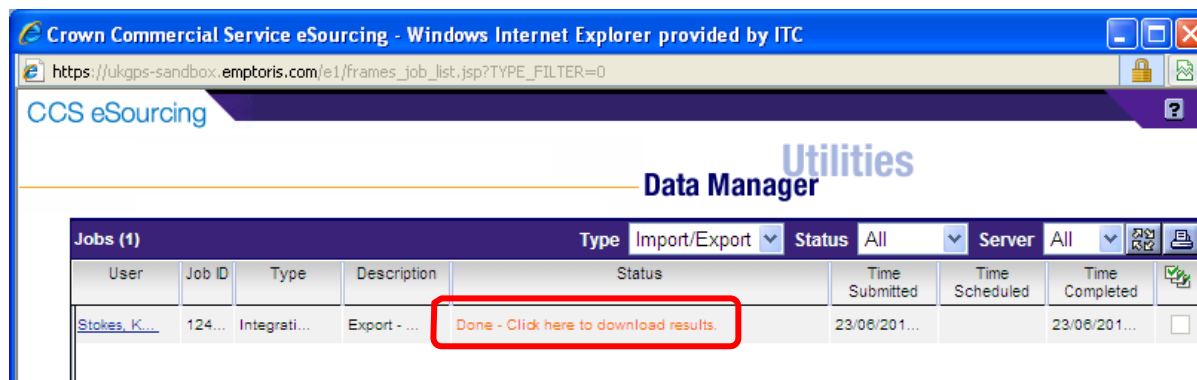 Crown Commercial Service eSourcing - Windows Internet Explorer provided by ITC
https://ukgps-sandbox.emptoris.com/e1/frames_job_list.jsp?TYPE_FILTER=0
CCS eSourcing ?
Utilities
Data Manager
Jobs (1) Type Import/Export Status All Server All
User Job ID Type Description Status Time Submitted Time Scheduled Time Completed
Stokes, K... 124... Integrati... Export - ... Done - Click here to download results. 23/06/201... 23/06/201...